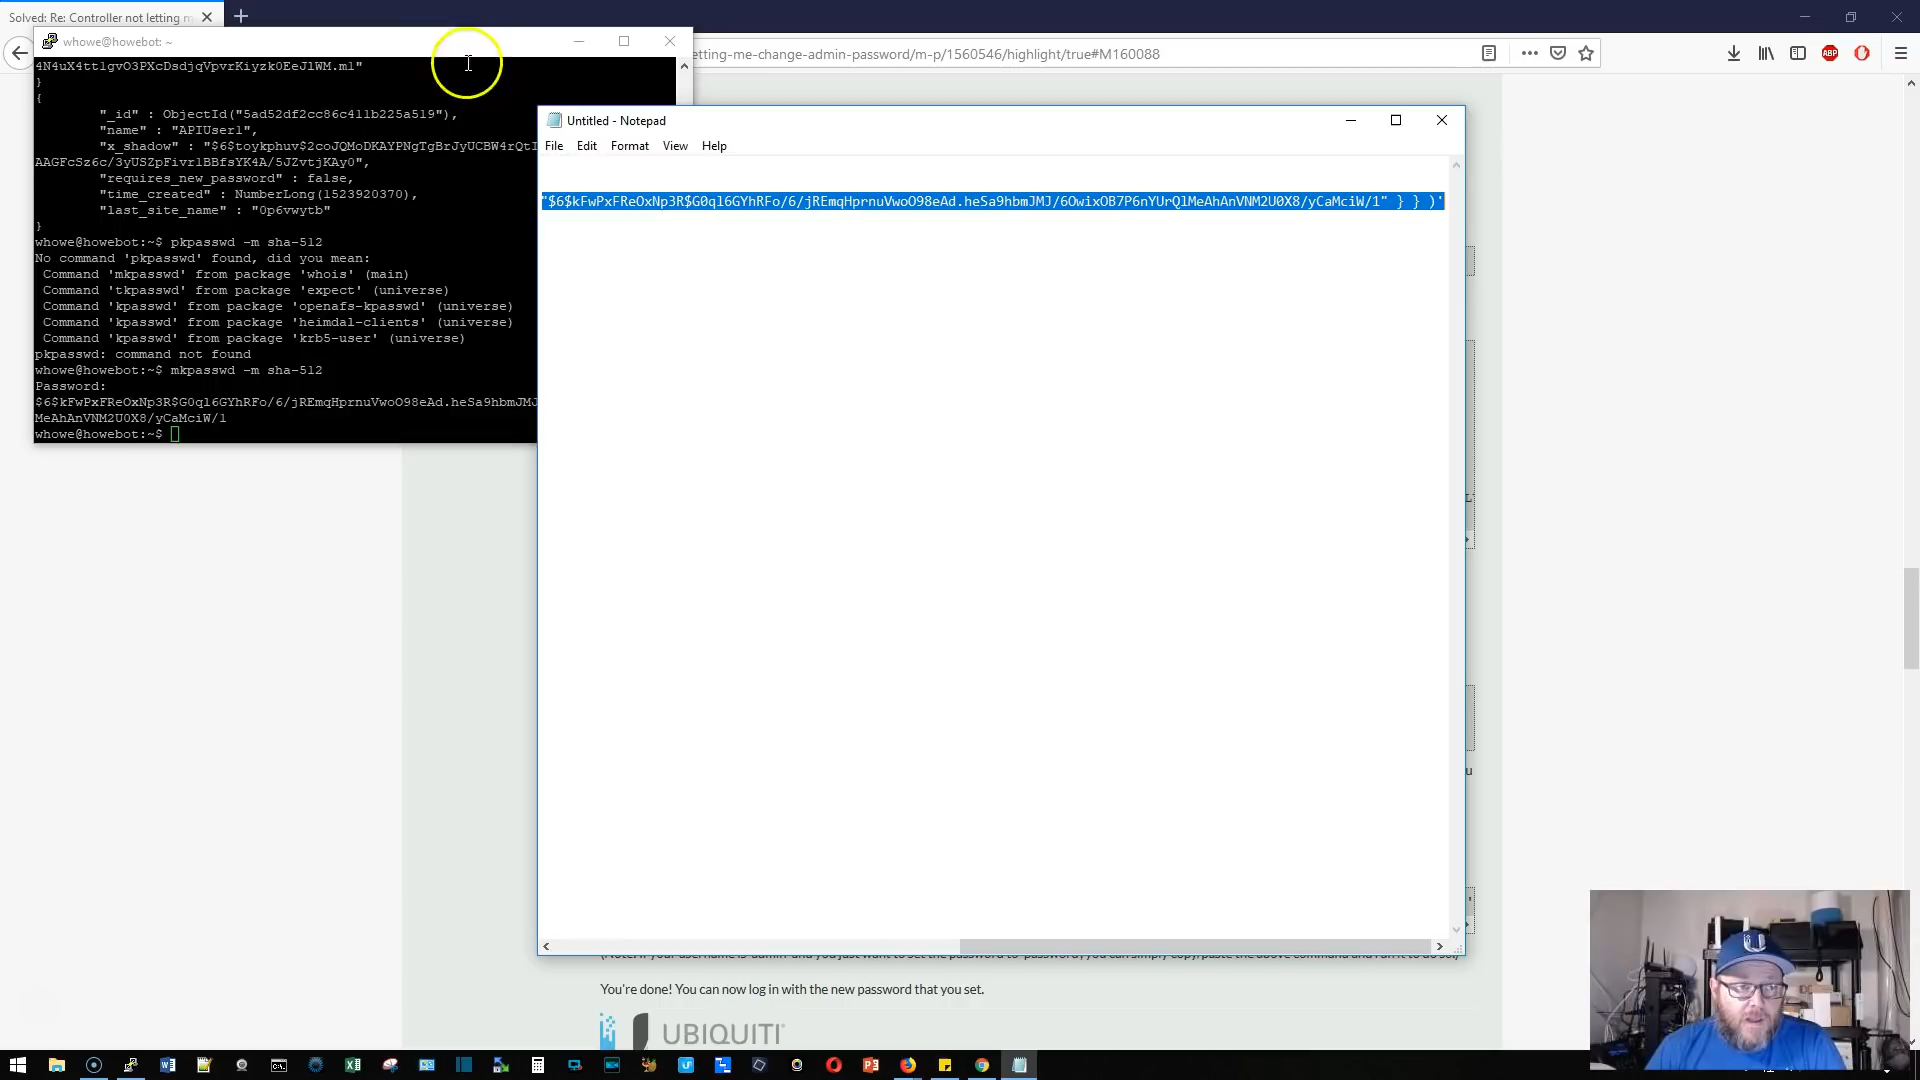 Solved: Re: Controller not letting m
etting-me-change-admin-password/m-p/1560546/highlight/true#M160088
whowe@howebot: ~
4N4uX4tt1gvO3PXcDsdjqVpvrKiyzk0EeJlWM.m1"
}
{
"_id" : ObjectId("5ad52df2cc86c411b225a519"),
"name" : "APIUser1",
"x_shadow" : "$6$toykphuv$2coJQMoDKAYPNgTgBrJyUCBW4rQtI
AAGFcSz6c/3yUSZpFivr1BBfsYK4A/5JZvtjKAy0",
"requires_new_password" : false,
"time_created" : NumberLong(1523920370),
"last_site_name" : "0p6vwytb"
}
whowe@howebot:~$ pkpasswd -m sha-512
No command 'pkpasswd' found, did you mean:
Command 'mkpasswd' from package 'whois' (main)
Command 'tkpasswd' from package 'expect' (universe)
Command 'kpasswd' from package 'openafs-kpasswd' (universe)
Command 'kpasswd' from package 'heimdal-clients' (universe)
Command 'kpasswd' from package 'krb5-user' (universe)
pkpasswd: command not found
whowe@howebot:~$ mkpasswd -m sha-512
Password:
$6$kFwPxFReOxNp3R$G0ql6GYhRFo/6/jREmqHprnuVwoO98eAd.heSa9hbmJMJ
MeAhAnVNM2U0X8/yCaMciW/1
whowe@howebot:~$
Untitled - Notepad
File Edit Format View Help
"$6$kFwPxFReOxNp3R$G0ql6GYhRFo/6/jREmqHprnuVwoO98eAd.heSa9hbmJMJ/6OwixOB7P6nYUrQlMeAhAnVNM2U0X8/yCaMciW/1" } } )'
u
You're done! You can now log in with the new password that you set.
UBIQUITI
ABP